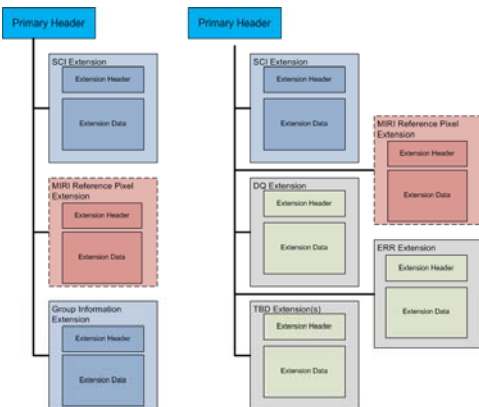 Primary Header
SCI Extension
Extension Header
Extension Data
MIRI Reference Pixel
Extension
Extension Header
Extension Data
Group Information
Extension
Extension Header
Extension Data
Primary Header
SCI Extension
Extension Header
Extension Data
MIRI Reference Pixel
Extension
Extension Header
Extension Data
DQ Extension
Extension Header
Extension Data
ERR Extension
Extension Header
Extension Data
TBD Extension(s)
Extension Header
Extension Data